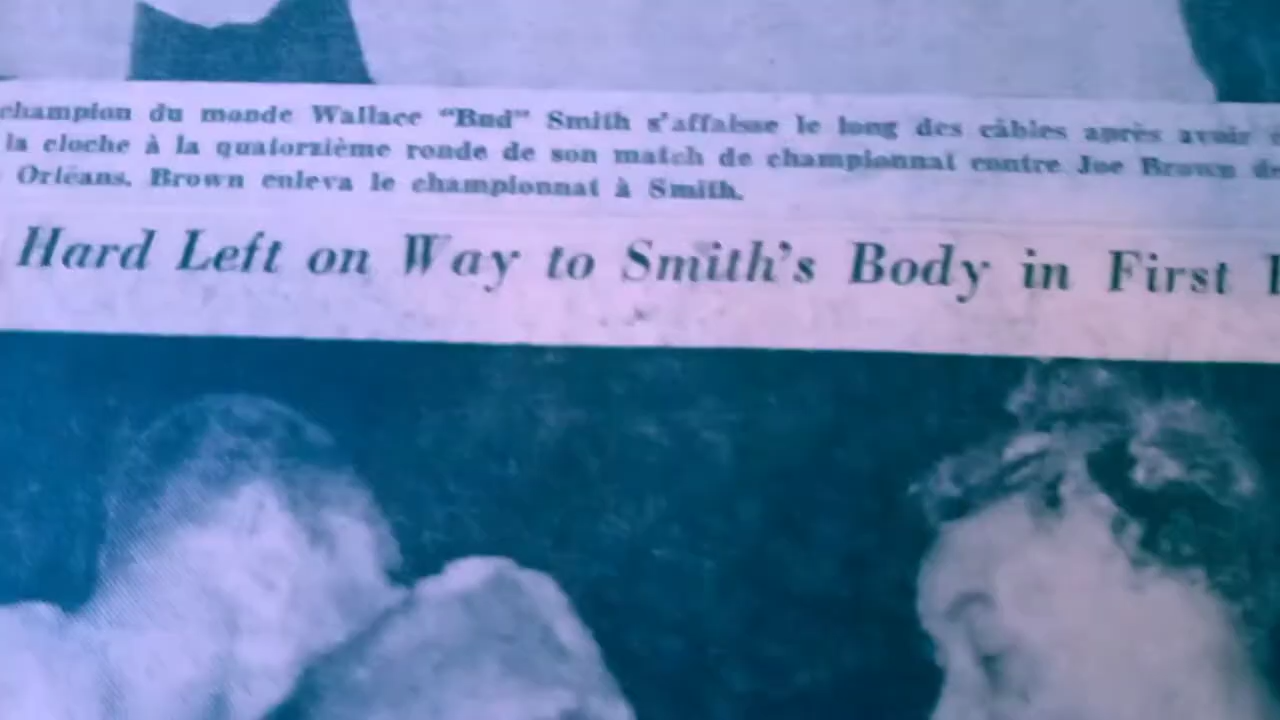 champion du monde Wallace "Bud" Smith s'affaisse le long des câbles après avoir
la cloche à la quatorzième ronde de son match de championnat contre Joe Brown de
Orléans. Brown enleva le championnat à Smith.
Hard Left on Way to Smith's Body in First